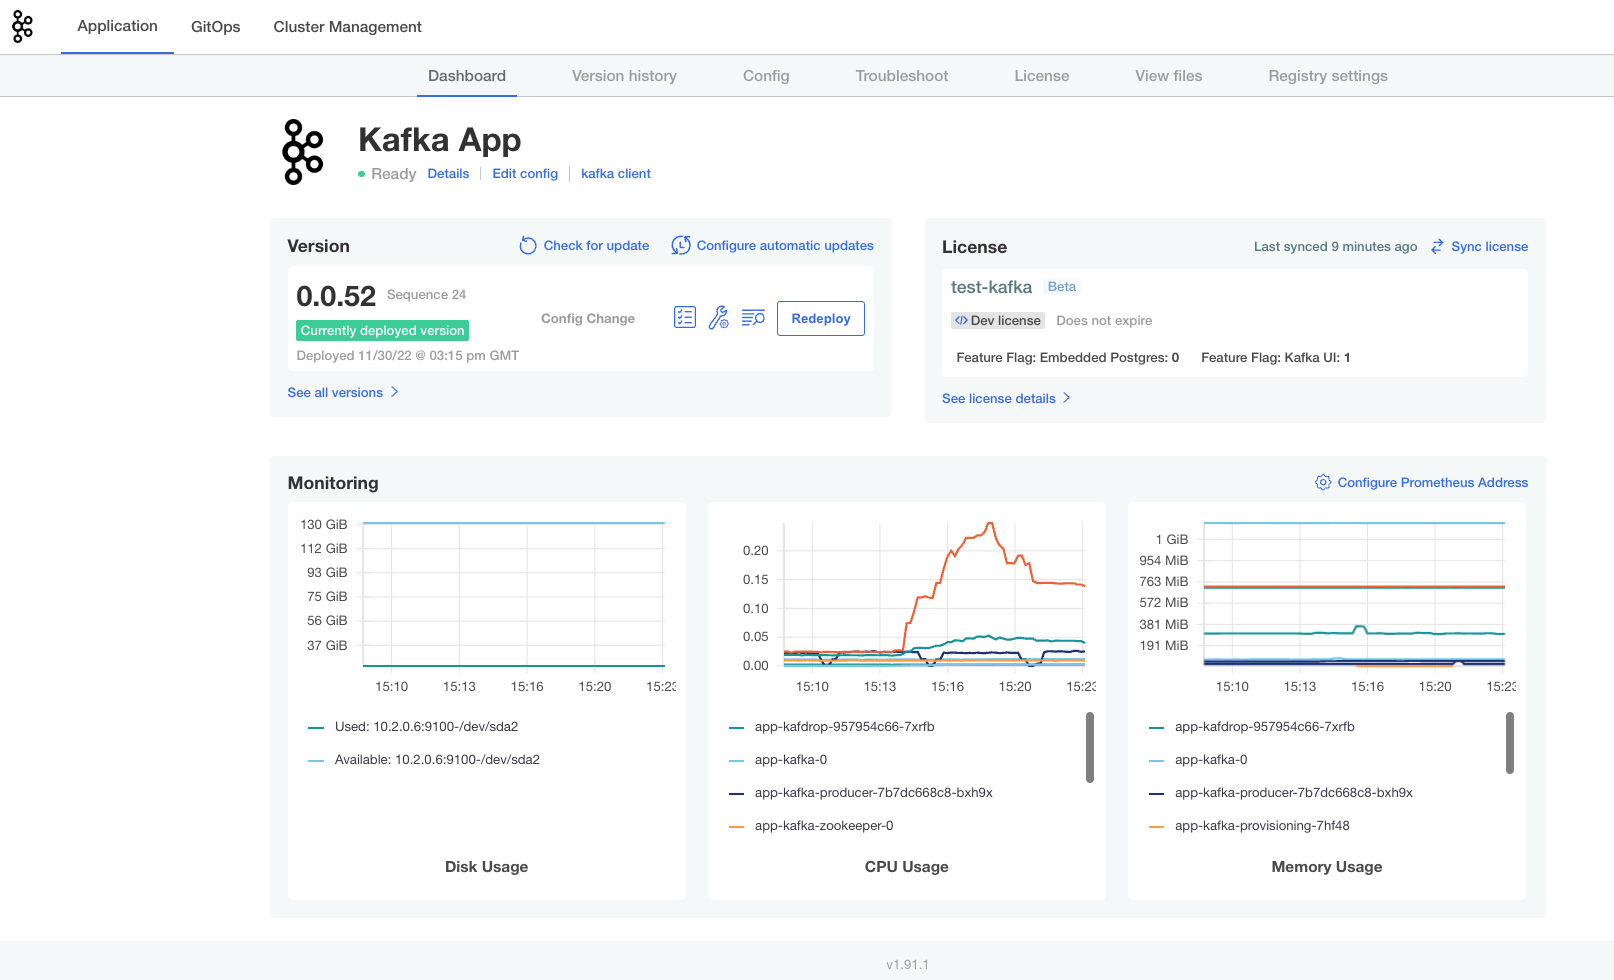 Application GitOps Cluster Management
Dashboard Version history Config Troubleshoot License View files Registry settings
Kafka App
Ready Details Edit config kafka client
Version Check for update Configure automatic updates
0.0.52 Sequence 24
Currently deployed version
Deployed 11/30/22 @ 03:15 pm GMT
Config Change Redeploy
See all versions
License Last synced 9 minutes ago Sync license
test-kafka Beta
Dev license Does not expire
Feature Flag: Embedded Postgres: 0 Feature Flag: Kafka UI: 1
See license details
Monitoring Configure Prometheus Address
130 GiB
112 GiB
93 GiB
75 GiB
56 GiB
37 GiB
15:10 15:13 15:16 15:20 15:23
Used: 10.2.0.6:9100-/dev/sda2
Available: 10.2.0.6:9100-/dev/sda2
Disk Usage
0.20
0.15
0.10
0.05
0.00
15:10 15:13 15:16 15:20 15:23
app-kafdrop-957954c66-7xrfb
app-kafka-0
app-kafka-producer-7b7dc668c8-bxh9x
app-kafka-zookeeper-0
CPU Usage
1 GiB
954 MiB
763 MiB
572 MiB
381 MiB
191 MiB
15:10 15:13 15:16 15:20 15:23
app-kafdrop-957954c66-7xrfb
app-kafka-0
app-kafka-producer-7b7dc668c8-bxh9x
app-kafka-provisioning-7hf48
Memory Usage
v1.91.1